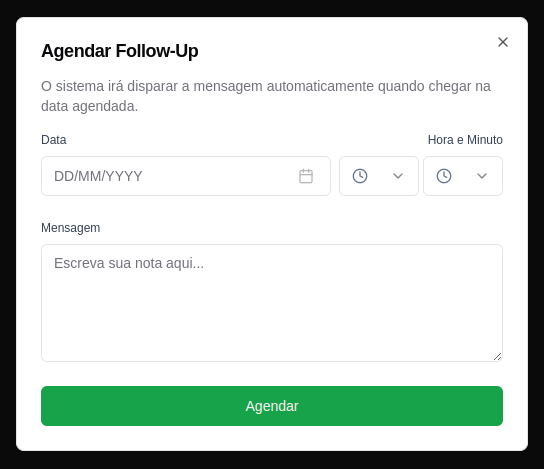 Agendar Follow-Up
O sistema irá disparar a mensagem automaticamente quando chegar na
data agendada.
Data
Hora e Minuto
DD/MM/YYYY
Mensagem
Escreva sua nota aqui...
Agendar